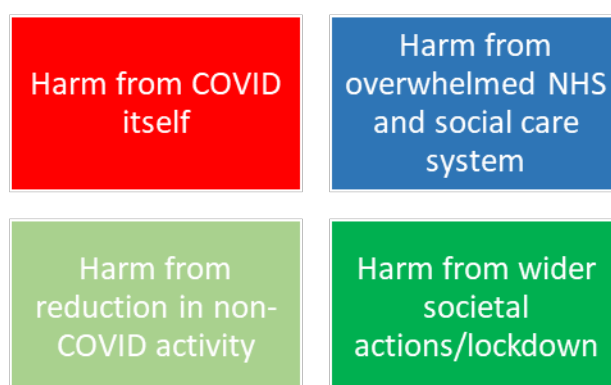 Harm from COVID
itself
Harm from
overwhelmed NHS
and social care
system
Harm from
reduction in non-
COVID activity
Harm from wider
societal
actions/lockdown